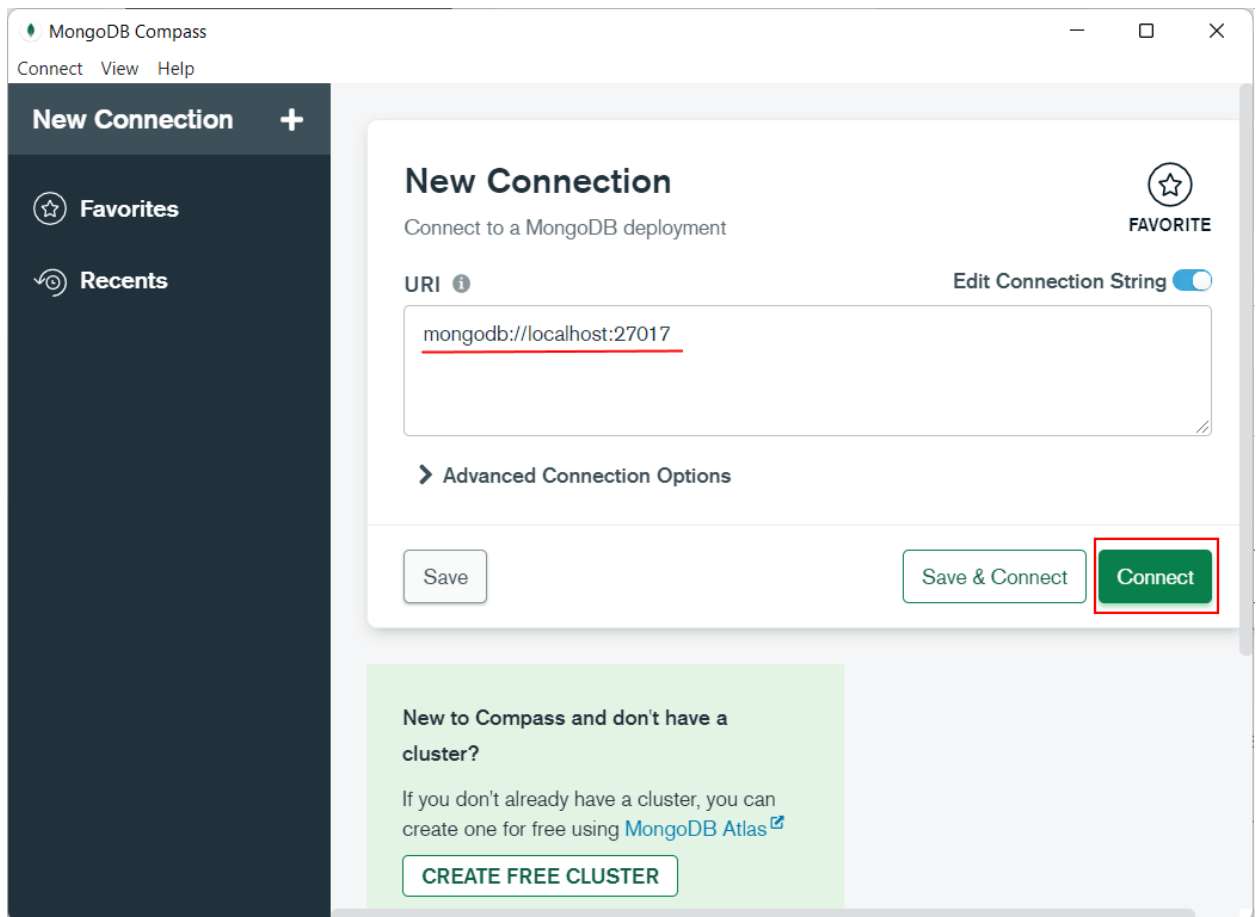 MongoDB Compass
Connect View Help
New Connection +
Favorites
Recents
New Connection
Connect to a MongoDB deployment
FAVORITE
URI
Edit Connection String
mongodb://localhost:27017
Advanced Connection Options
Save
Save & Connect
Connect
New to Compass and don't have a
cluster?
If you don't already have a cluster, you can
create one for free using MongoDB Atlas
CREATE FREE CLUSTER